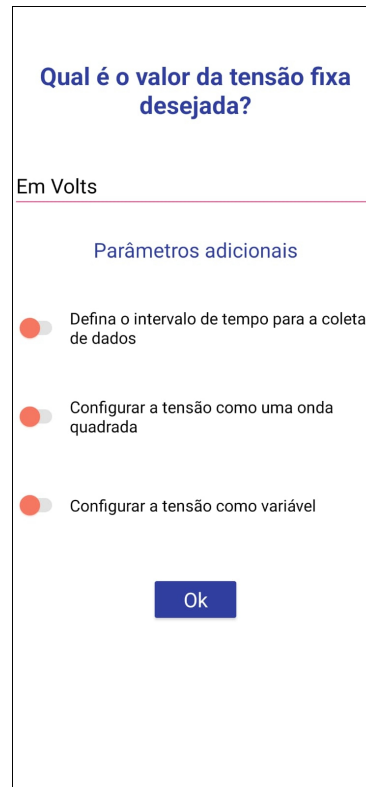 Qual é o valor da tensão fixa
desejada?
Em Volts
Parâmetros adicionais
Defina o intervalo de tempo para a coleta
de dados
Configurar a tensão como uma onda
quadrada
Configurar a tensão como variável
Ok